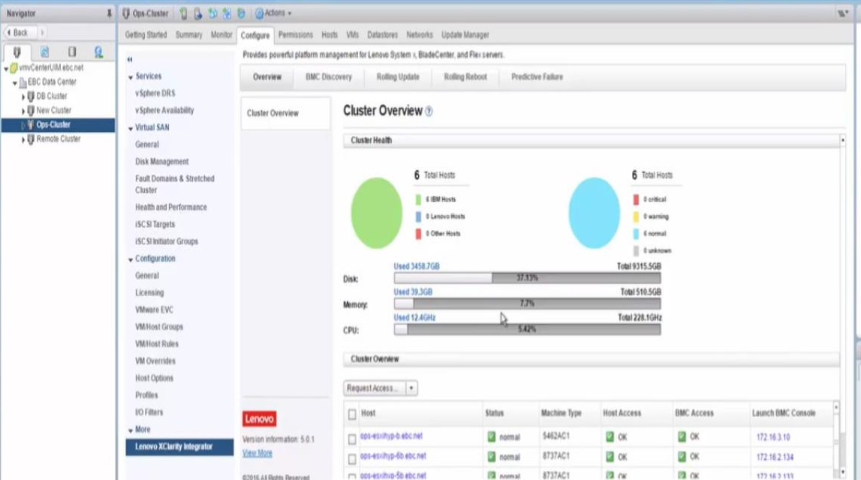 Navigator
Ops-Cluster
Actions
Back
Getting Started Summary Monitor Configure Permissions Hosts VMs Datastores Networks Update Manager
vmvCenterUIM.ebc.net
EBC Data Center
DB Cluster
New Cluster
Ops-Cluster
Remote Cluster
Services
vSphere DRS
vSphere Availability
Virtual SAN
General
Disk Management
Fault Domains & Stretched
Cluster
Health and Performance
iSCSI Targets
iSCSI Initiator Groups
Configuration
General
Licensing
VMware EVC
VM/Host Groups
VM/Host Rules
VM Overrides
Host Options
Profiles
I/O Filters
More
Lenovo XClarity Integrator
Provides powerful platform management for Lenovo System x, BladeCenter, and Flex servers.
Overview BMC Discovery Rolling Update Rolling Reboot Predictive Failure
Cluster Overview
Lenovo
Version information: 5.0.1
View More
©2016 All Rights Reserved
Cluster Overview
Cluster Health
6 Total Hosts
6 IBM Hosts
0 Lenovo Hosts
0 Other Hosts
6 Total Hosts
0 critical
0 warning
6 normal
0 unknown
Used 3458.7GB Total 9315.5GB
Disk: 37.13%
Used 39.3GB Total 510.5GB
Memory: 7.7%
Used 12.4GHz Total 228.1GHz
CPU: 5.42%
Cluster Overview
Request Access...
Host Status Machine Type Host Access BMC Access Launch BMC Console
ops-esxihyp-6.ebc.net normal 5462AC1 OK OK 172.16.3.10
ops-esxihyp-5b.ebc.net normal 8737AC1 OK OK 172.16.2.134
normal 8737AC1 OK OK 172.16.2.133